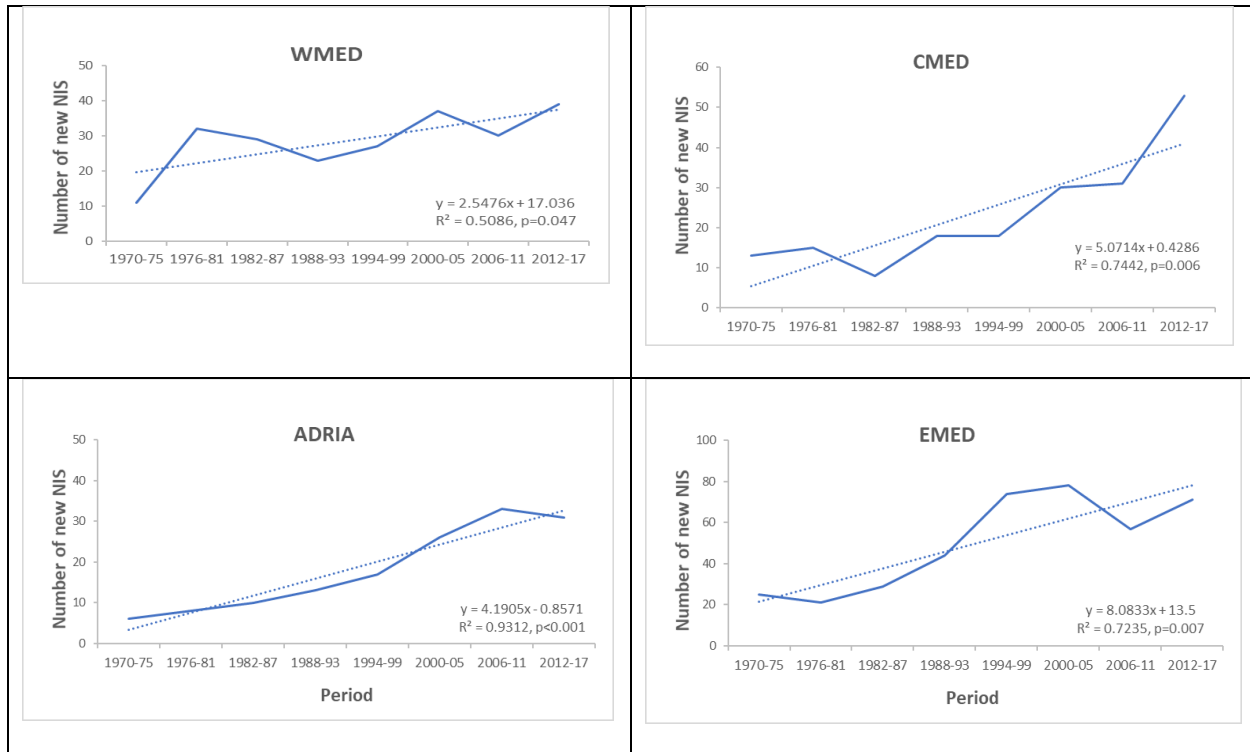 WMED
Number of new NIS
50
40
30
20
10
0
y = 2.5476x + 17.036
R² = 0.5086, p=0.047
1970-75 1976-81 1982-87 1988-93 1994-99 2000-05 2006-11 2012-17
CMED
Number of new NIS
60
50
40
30
20
10
0
y = 5.0714x + 0.4286
R² = 0.7442, p=0.006
1970-75 1976-81 1982-87 1988-93 1994-99 2000-05 2006-11 2012-17
ADRIA
Number of new NIS
50
40
30
20
10
0
y = 4.1905x - 0.8571
R² = 0.9312, p<0.001
1970-75 1976-81 1982-87 1988-93 1994-99 2000-05 2006-11 2012-17
Period
EMED
Number of new NIS
100
80
60
40
20
0
y = 8.0833x + 13.5
R² = 0.7235, p=0.007
1970-75 1976-81 1982-87 1988-93 1994-99 2000-05 2006-11 2012-17
Period